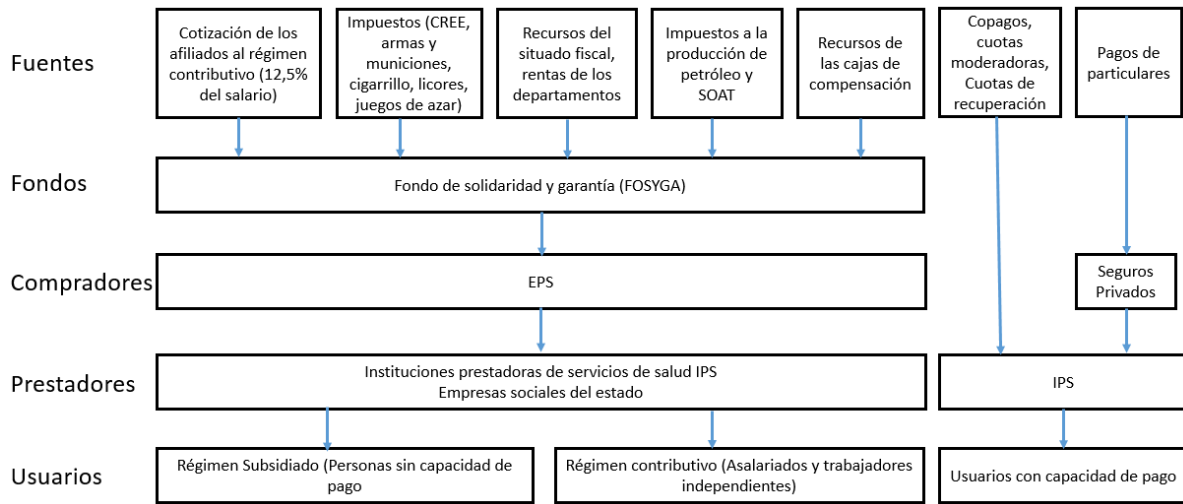 Fuentes
Cotización de los
afiliados al régimen
contributivo (12,5%
del salario)
Impuestos (CREE,
armas y
municiones,
cigarrillo, licores,
juegos de azar)
Recursos del
situado fiscal,
rentas de los
departamentos
Impuestos a la
producción de
petróleo y
SOAT
Recursos de
las cajas de
compensación
Copagos,
cuotas
moderadoras,
Cuotas de
recuperación
Pagos de
particulares
Fondos
Fondo de solidaridad y garantía (FOSYGA)
Compradores
EPS
Seguros
Privados
Prestadores
Instituciones prestadoras de servicios de salud IPS
Empresas sociales del estado
IPS
Usuarios
Régimen Subsidiado (Personas sin capacidad de
pago
Régimen contributivo (Asalariados y trabajadores
independientes)
Usuarios con capacidad de pago